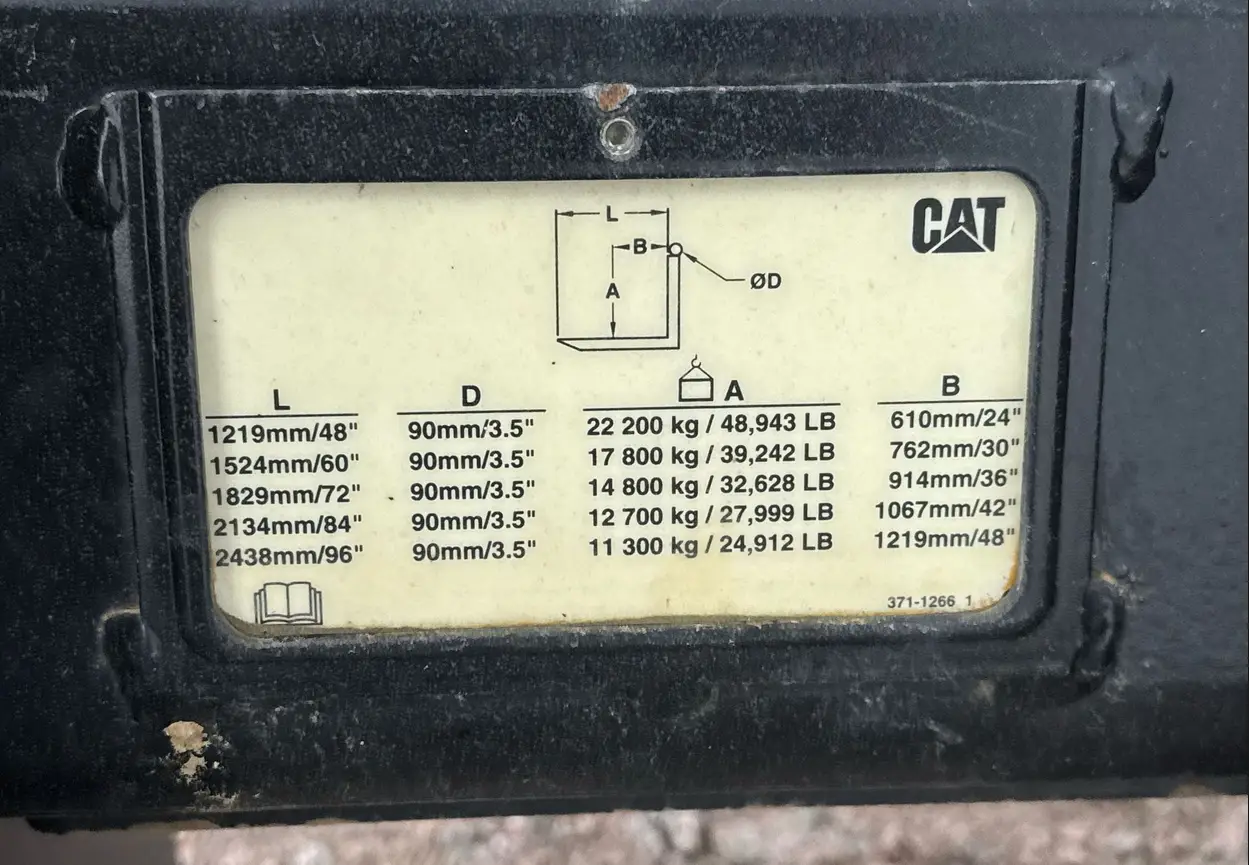 L
CAT
B
ØD
A
L D A B
1219mm/48" 90mm/3.5" 22 200 kg / 48,943 LB 610mm/24"
1524mm/60" 90mm/3.5" 17 800 kg / 39,242 LB 762mm/30"
1829mm/72" 90mm/3.5" 14 800 kg / 32,628 LB 914mm/36"
2134mm/84" 90mm/3.5" 12 700 kg / 27,999 LB 1067mm/42"
2438mm/96" 90mm/3.5" 11 300 kg / 24,912 LB 1219mm/48"
371-1266 1